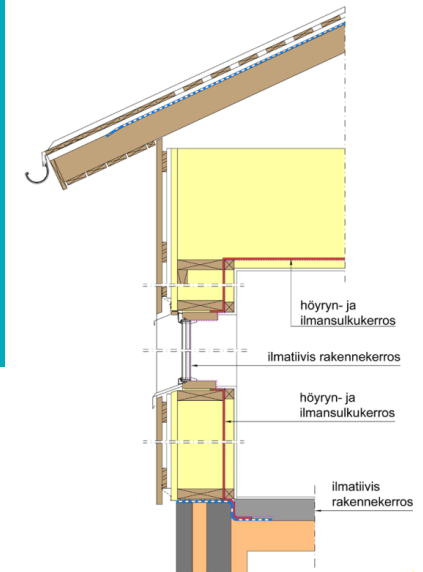 höyryn- ja
ilmansulkukerros
ilmatiivis rakennekerros
höyryn- ja
ilmansulkukerros
ilmatiivis
rakennekerros